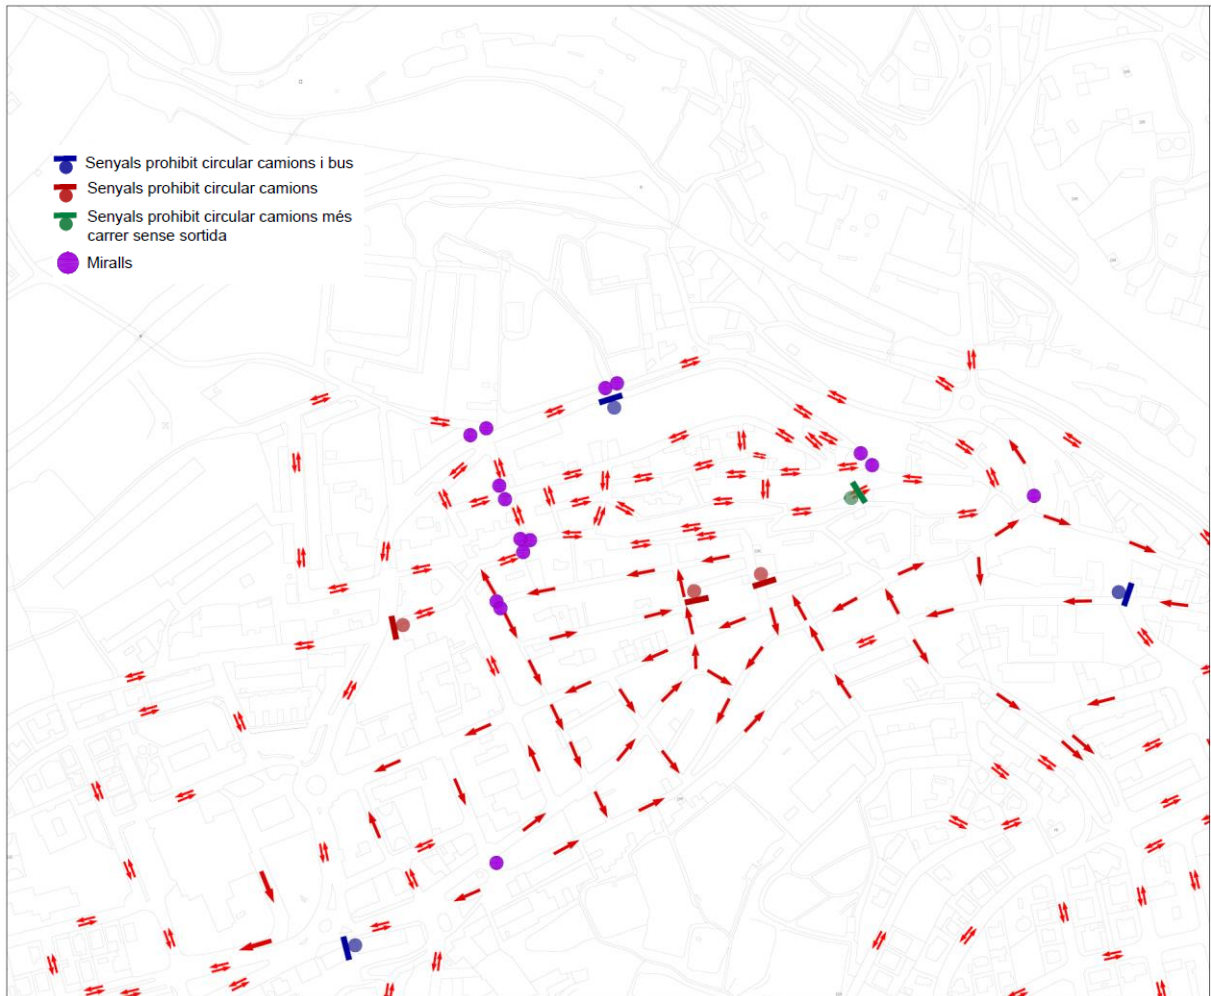 Senyals prohibit circular camions i bus
Senyals prohibit circular camions
Senyals prohibit circular camions més
carrer sense sortida
Miralls